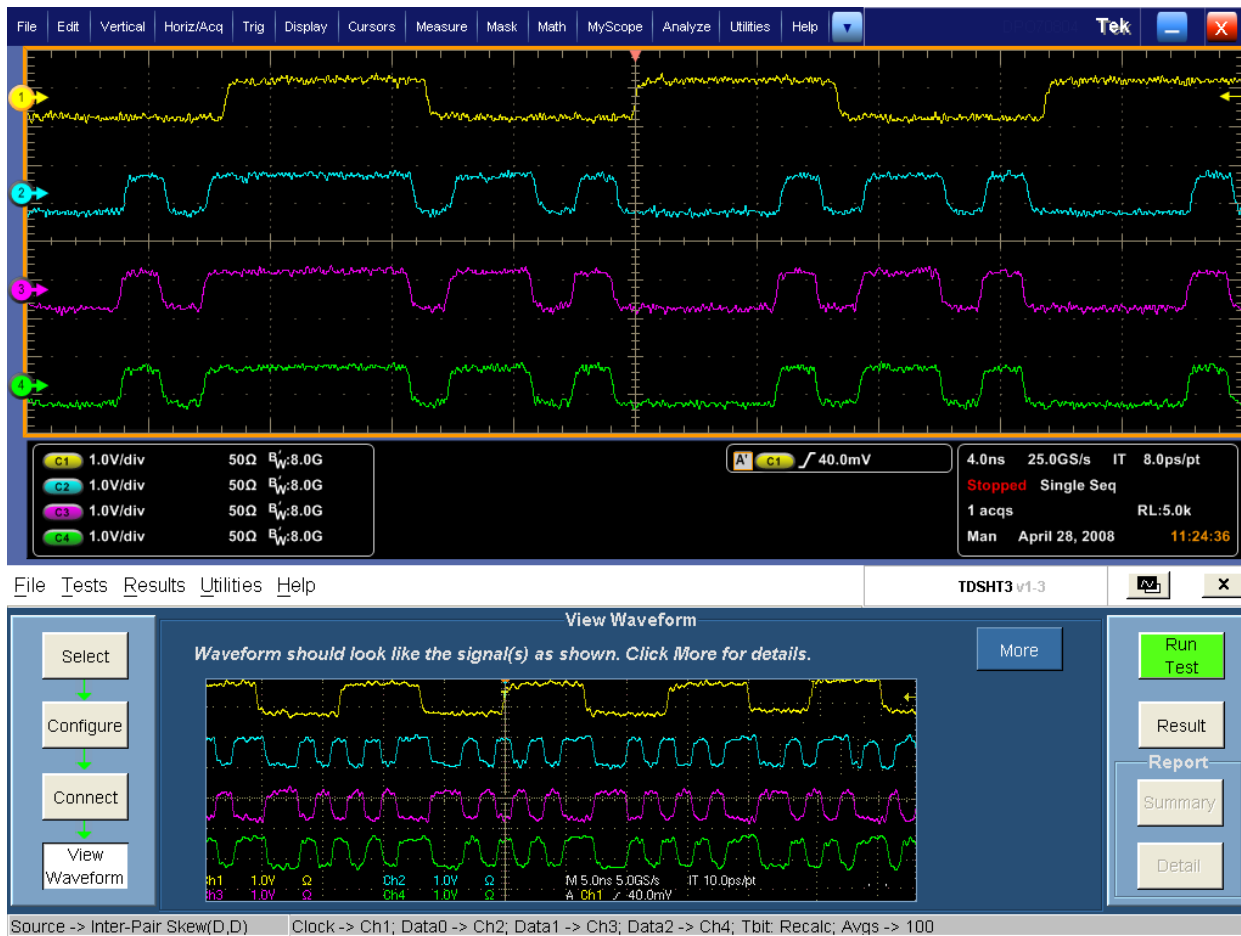 File Edit Vertical Horiz/Acq Trig Display Cursors Measure Mask Math MyScope Analyze Utilities Help Tek X
1
2
3
4
C1 1.0V/div 50Ω B'W:8.0G
C2 1.0V/div 50Ω B'W:8.0G
C3 1.0V/div 50Ω B'W:8.0G
C4 1.0V/div 50Ω B'W:8.0G
A' C1 40.0mV
4.0ns 25.0GS/s IT 8.0ps/pt
Stopped Single Seq
1 acqs RL:5.0k
Man April 28, 2008 11:24:36
File Tests Results Utilities Help TDSHT3 v1-3 x
View Waveform
Select
Configure
Connect
View
Waveform
Waveform should look like the signal(s) as shown. Click More for details.
More
Ch1 1.0V Ω Ch2 1.0V Ω M 5.0ns 5.0GS/s IT 10.0ps/pt
Ch3 1.0V Ω Ch4 1.0V Ω A Ch1 40.0mV
Run
Test
Result
Report
Summary
Detail
Source -> Inter-Pair Skew(D,D) Clock -> Ch1; Data0 -> Ch2; Data1 -> Ch3; Data2 -> Ch4; Tbit: Recalc; Avgs -> 100